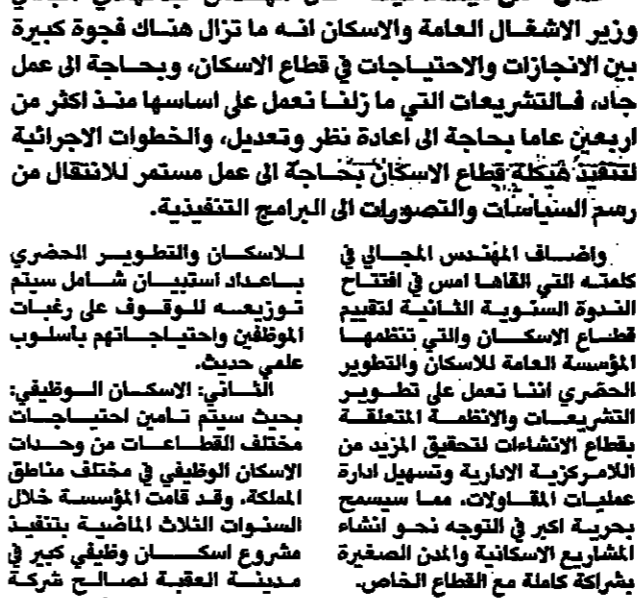 وزير الاشغال العامة والاسكان انه ما تزال هناك فجوة كبيرة
بين الانجازات والاحتياجات في قطاع الاسكان، وبحاجة الى عمل
جاد، فالتشريعات التي ما زلنا نعمل على اساسها منذ اكثر من
اربعين عاما بحاجة الى اعادة نظر وتعديل، والخطوات الاجرائية
لتنفيذ هيكلة قطاع الاسكان بحاجة الى عمل مستمر للانتقال من
رسم السياسات والتصورات الى البرامج التنفيذية.
واضاف المهندس المجالي في
كلمته التي القاها امس في افتتاح
الندوة السنوية الثانية لتقييم
قطاع الاسكان والتي تنظمها
المؤسسة العامة للاسكان والتطوير
الحضري اننا نعمل على تطوير
التشريعات والانظمة المتعلقة
بقطاع الانشاءات لتحقيق المزيد من
اللامركزية الادارية وتسهيل ادارة
عمليات المقاولات، مما سيسمح
بحرية اكبر في التوجه نحو انشاء
المشاريع الاسكانية والمدن الصغيرة
بشراكة كاملة مع القطاع الخاص.
للاسكان والتطوير الحضري
باعداد استبيان شامل سيتم
توزيعه للوقوف على رغبات
الموظفين واحتياجاتهم باسلوب
علمي حديث.
الثاني: الاسكان الوظيفي:
بحيث سيتم تامين احتياجات
مختلف القطاعات من وحدات
الاسكان الوظيفي في مختلف مناطق
المملكة، وقد قامت المؤسسة خلال
السنوات الثلاث الماضية بتنفيذ
مشروع اسكان وظيفي كبير في
مدينة العقبة لصالح شركة